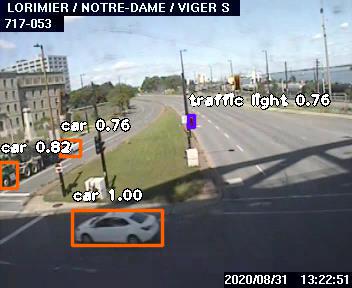 LORIMIER / NOTRE-DAME / VIGER S
717-053
traffic light 0.76
car 0.76
car 0.82
car 1.00
2020/08/31 13:22:51